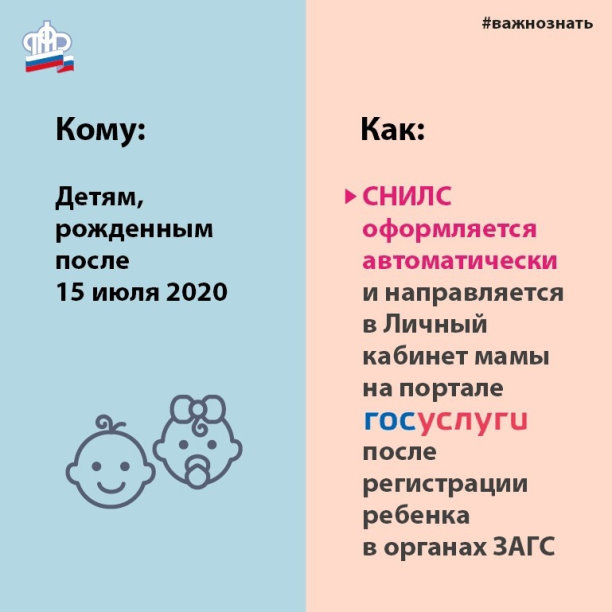 #важнознать
Кому:
Детям,
рожденным
после
15 июля 2020
Как:
СНИЛС
оформляется
автоматически
и направляется
в Личный
кабинет мамы
на портале
госуслуги
после
регистрации
ребенка
в органах ЗАГС